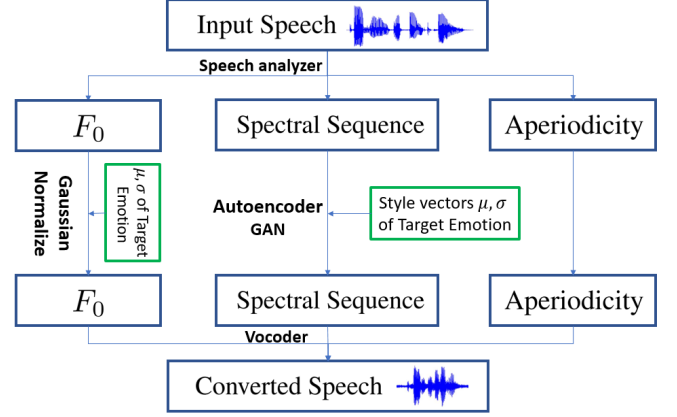 Input Speech
Speech analyzer
F₀
Spectral Sequence
Aperiodicity
Gaussian
Normalize
μ, σ of Target
Emotion
Autoencoder
GAN
Style vectors μ, σ
of Target Emotion
F₀
Spectral Sequence
Aperiodicity
Vocoder
Converted Speech